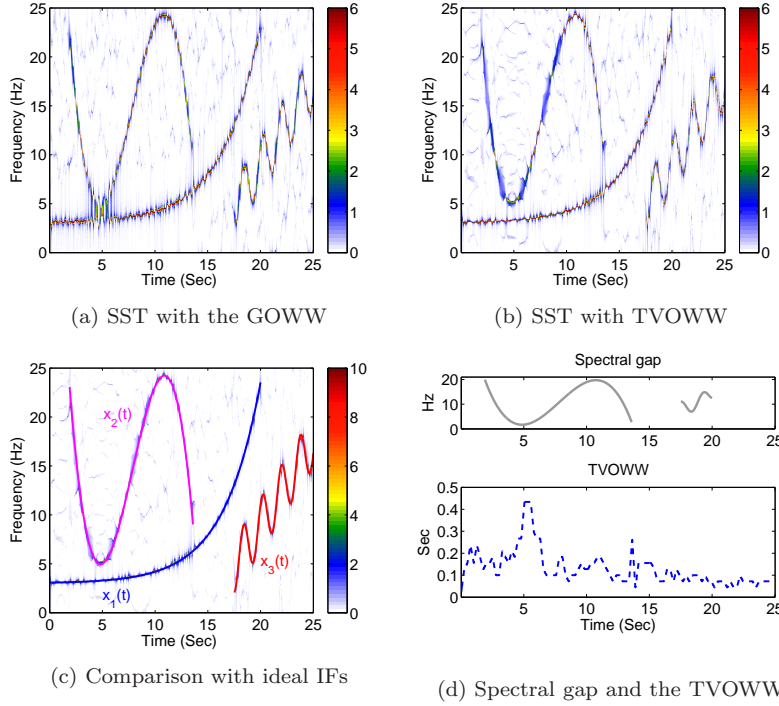 25
20
15
10
5
0
Frequency (Hz)
0 5 10 15 20 25
Time (Sec)
6
5
4
3
2
1
0
(a) SST with the GOWW
25
20
15
10
5
0
Frequency (Hz)
0 5 10 15 20 25
Time (Sec)
6
5
4
3
2
1
0
(b) SST with TVOWW
25
20
15
10
5
0
Frequency (Hz)
x2(t)
x1(t)
x3(t)
0 5 10 15 20 25
Time (Sec)
10
8
6
4
2
0
(c) Comparison with ideal IFs
Spectral gap
20
10
0
Hz
TVOWW
0.5
0.4
0.3
0.2
0.1
0
Sec
5 10 15 20 25
Time (Sec)
(d) Spectral gap and the TVOWW